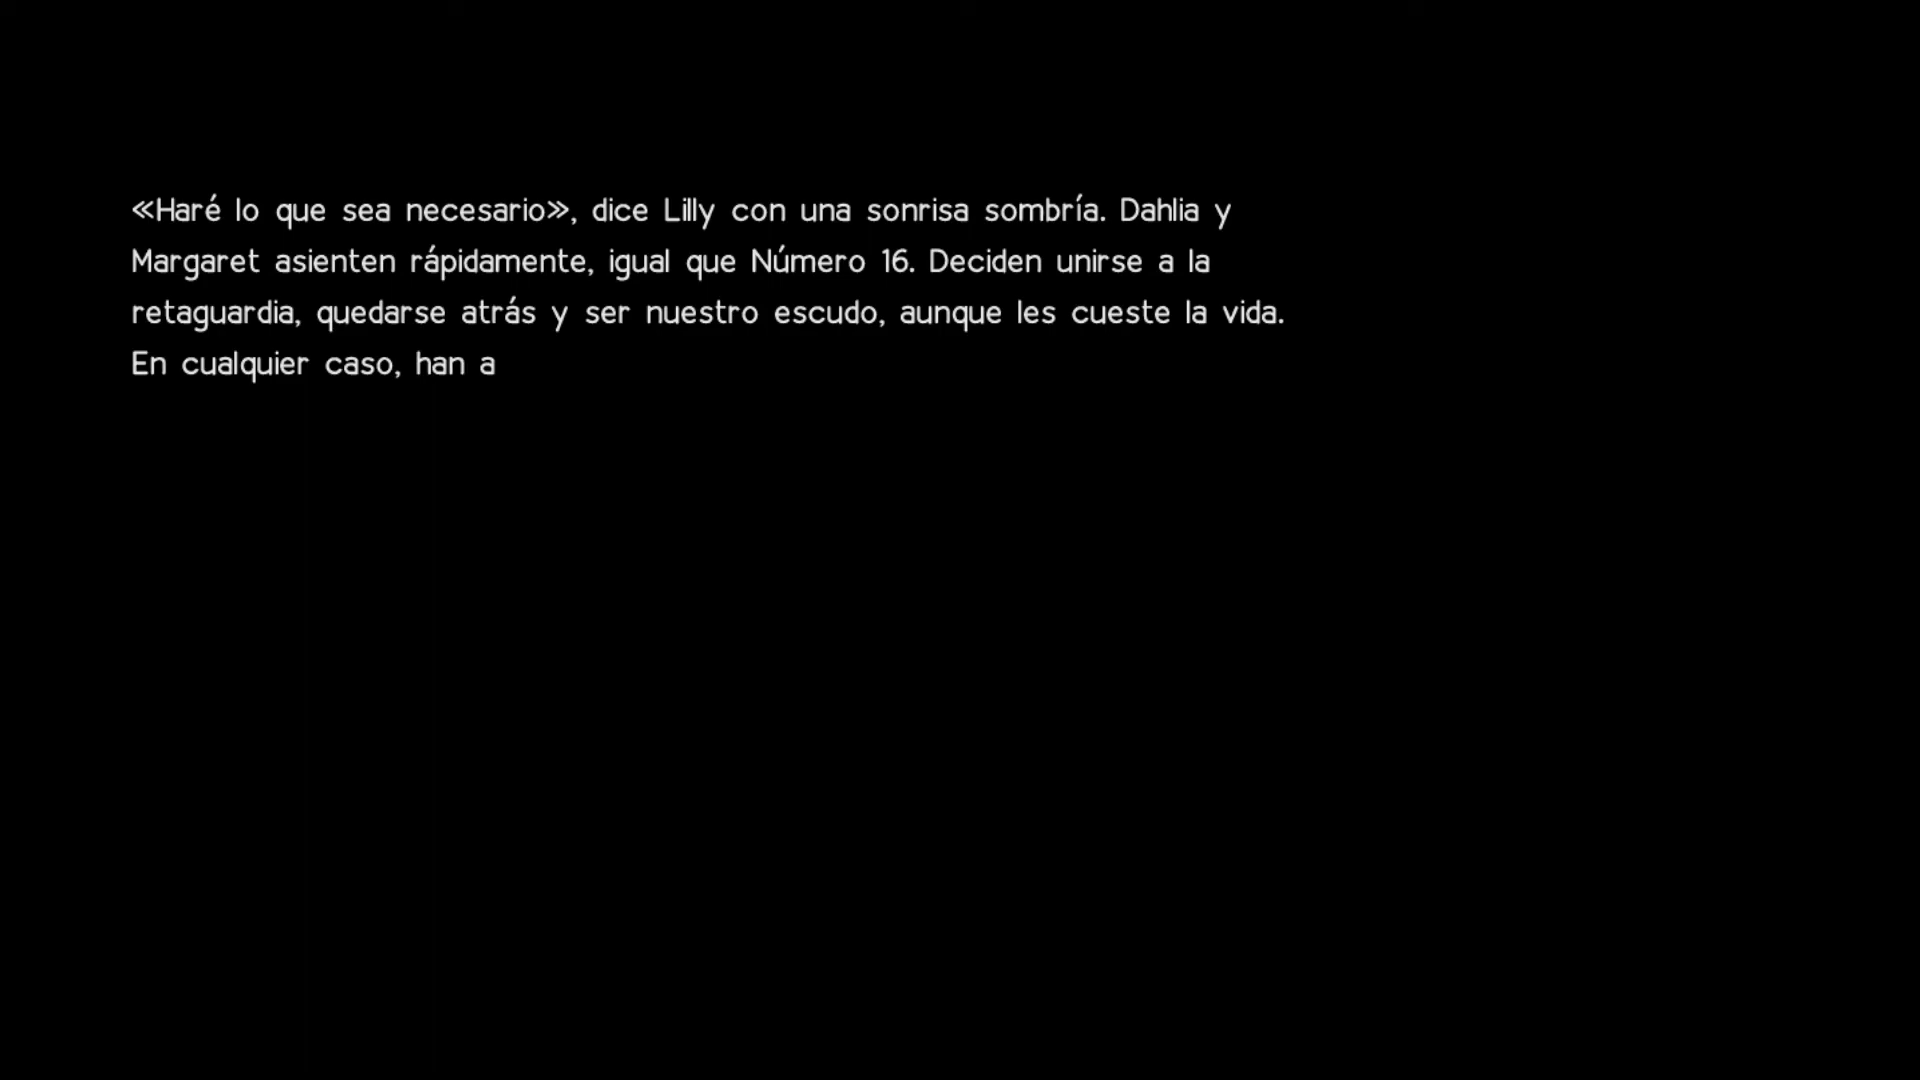 «Haré lo que sea necesario», dice Lilly con una sonrisa sombría. Dahlia y
Margaret asienten rápidamente, igual que Número 16. Deciden unirse a la
retaguardia, quedarse atrás y ser nuestro escudo, aunque les cueste la vida.
En cualquier caso, han a